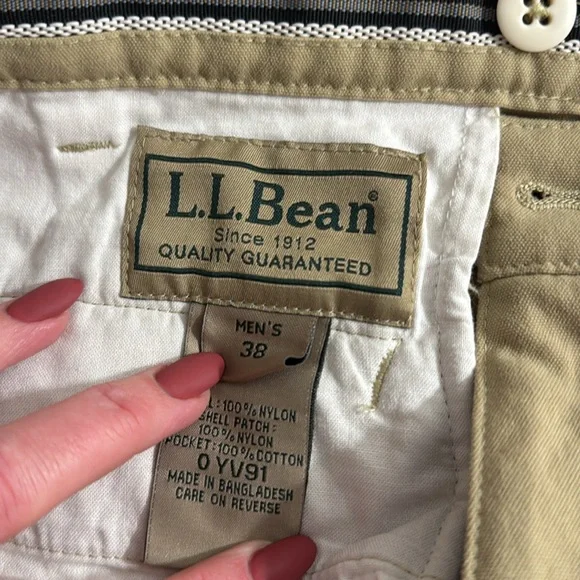 L.L.Bean®
Since 1912
QUALITY GUARANTEED
MEN'S
38
L: 100% NYLON
SHELL PATCH:
100% NYLON
POCKET: 100% COTTON
0 YV91
MADE IN BANGLADESH
CARE ON REVERSE